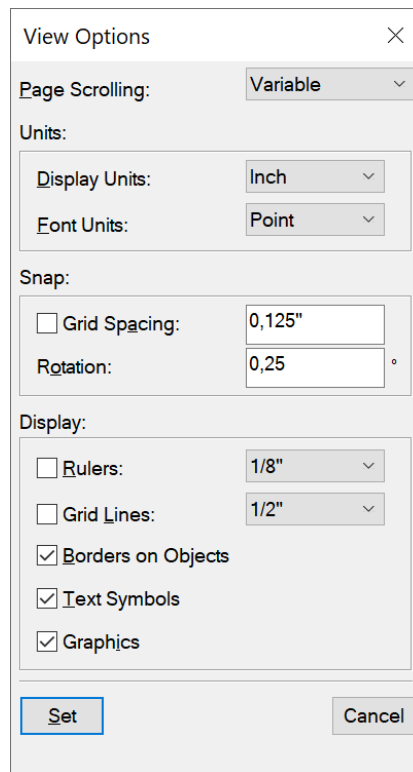 View Options
Page Scrolling: Variable
Units:
Display Units: Inch
Font Units: Point
Snap:
Grid Spacing: 0,125"
Rotation: 0,25 °
Display:
Rulers: 1/8"
Grid Lines: 1/2"
Borders on Objects
Text Symbols
Graphics
Set Cancel